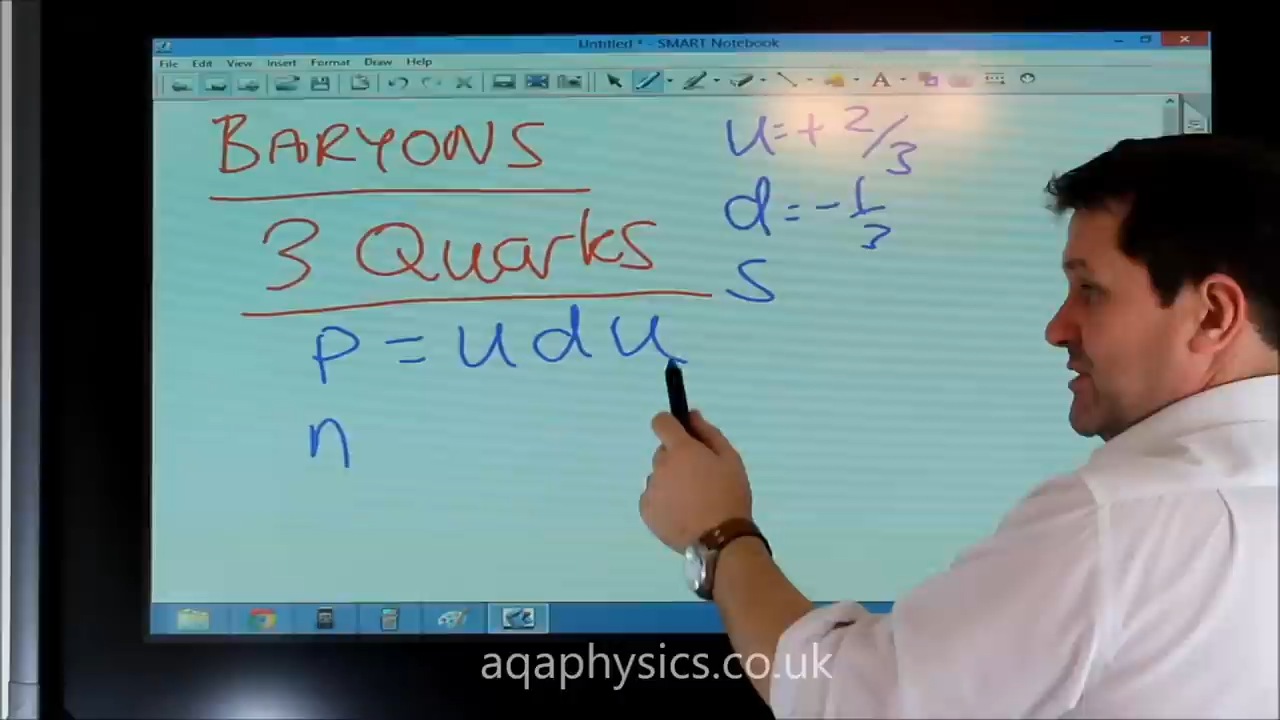 Untitled * - SMART Notebook
File Edit View Insert Format Draw Help
BARYONS
3 Quarks
u=+2/3
d=-1/3
s
p = u d u
n
aqaphysics.co.uk